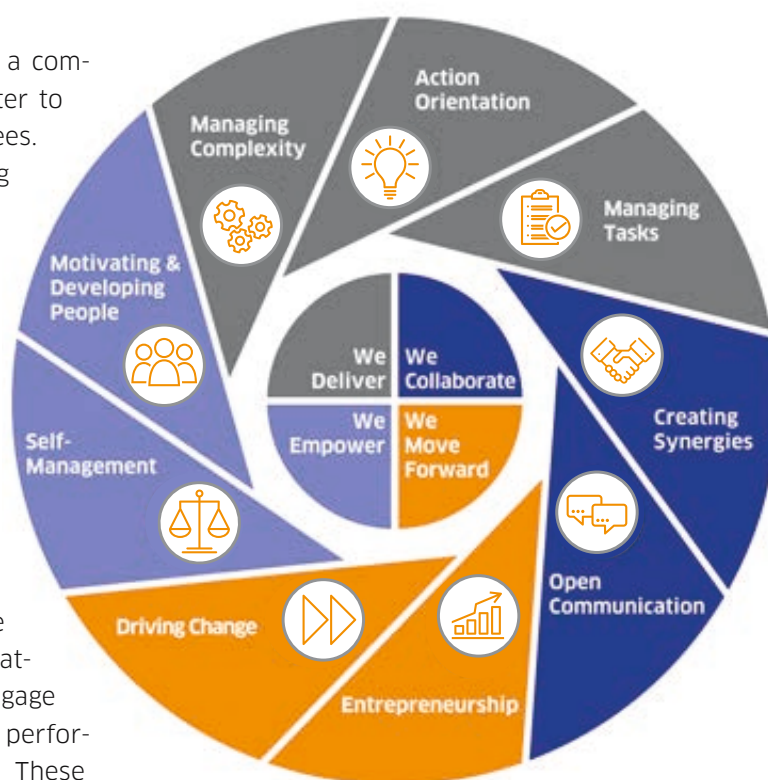 a com-
ter to
ees.
g
e
at-
gage
perfor-
These
Action
Orientation
Managing
Complexity
Managing
Tasks
Motivating &
Developing
People
We
Deliver
We
Collaborate
We
Empower
We
Move
Forward
Creating
Synergies
Self-
Management
Open
Communication
Driving Change
Entrepreneurship